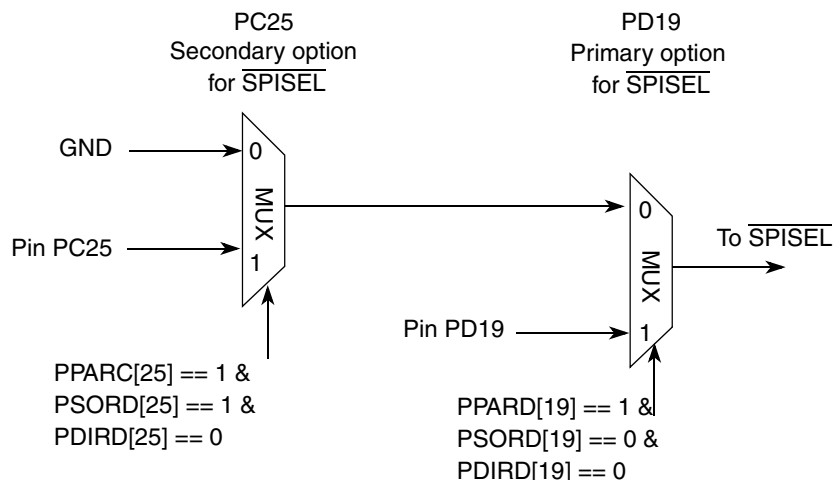 PC25
Secondary option
for SPISEL
PD19
Primary option
for SPISEL
GND
0
MUX
Pin PC25
1
0
MUX
To SPISEL
Pin PD19
1
PPARC[25] == 1 &
PSORD[25] == 1 &
PDIRD[25] == 0
PPARD[19] == 1 &
PSORD[19] == 0 &
PDIRD[19] == 0